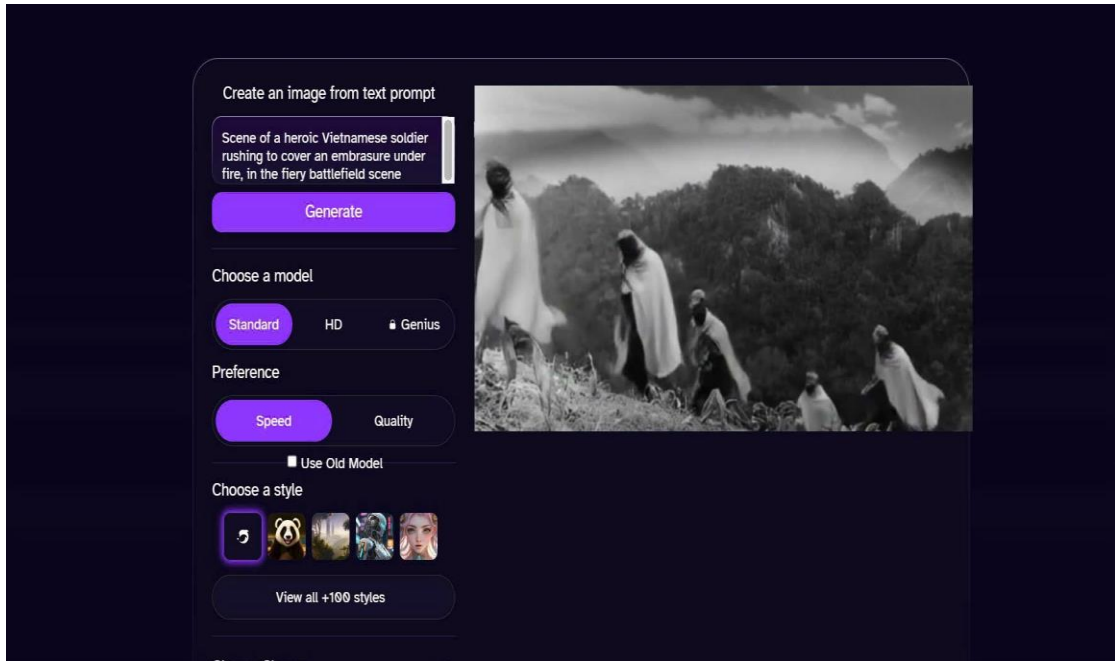 Create an image from text prompt
Scene of a heroic Vietnamese soldier
rushing to cover an embrasure under
fire, in the fiery battlefield scene
Generate
Choose a model
Standard HD Genius
Preference
Speed Quality
Use Old Model
Choose a style
View all +100 styles